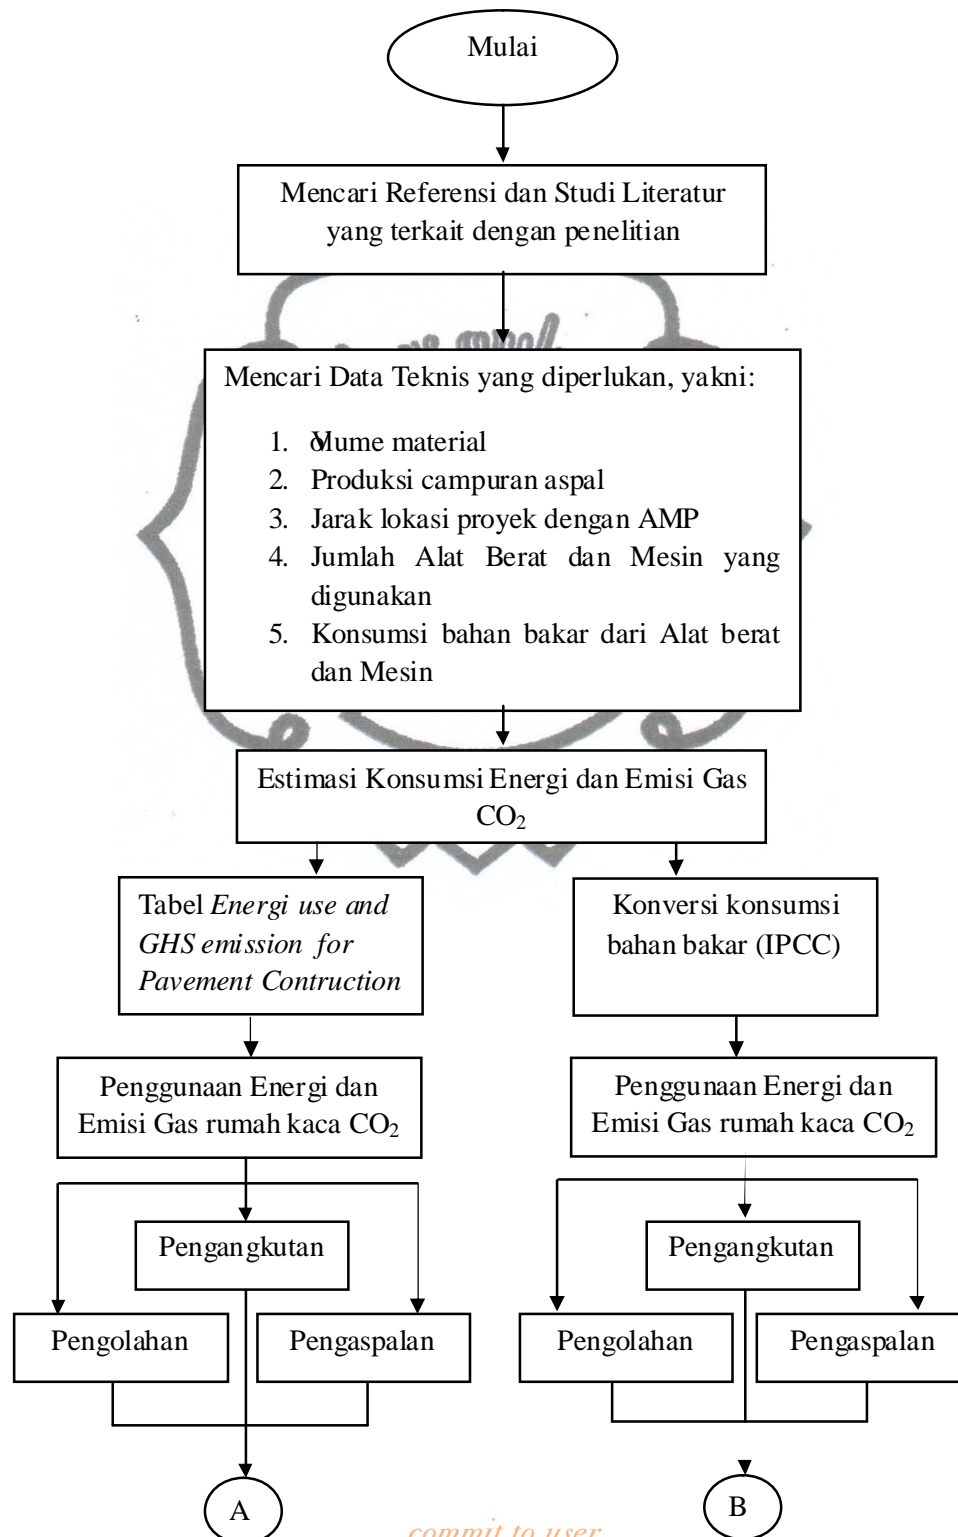 Mulai
Mencari Referensi dan Studi Literatur
yang terkait dengan penelitian
Mencari Data Teknis yang diperlukan, yakni:
1. Volume material
2. Produksi campuran aspal
3. Jarak lokasi proyek dengan AMP
4. Jumlah Alat Berat dan Mesin yang
digunakan
5. Konsumsi bahan bakar dari Alat berat
dan Mesin
Estimasi Konsumsi Energi dan Emisi Gas
CO₂
Tabel Energi use and
GHS emission for
Pavement Contruction
Konversi konsumsi
bahan bakar (IPCC)
Penggunaan Energi dan
Emisi Gas rumah kaca CO₂
Penggunaan Energi dan
Emisi Gas rumah kaca CO₂
Pengangkutan
Pengangkutan
Pengolahan
Pengaspalan
Pengolahan
Pengaspalan
A
B
commit to user